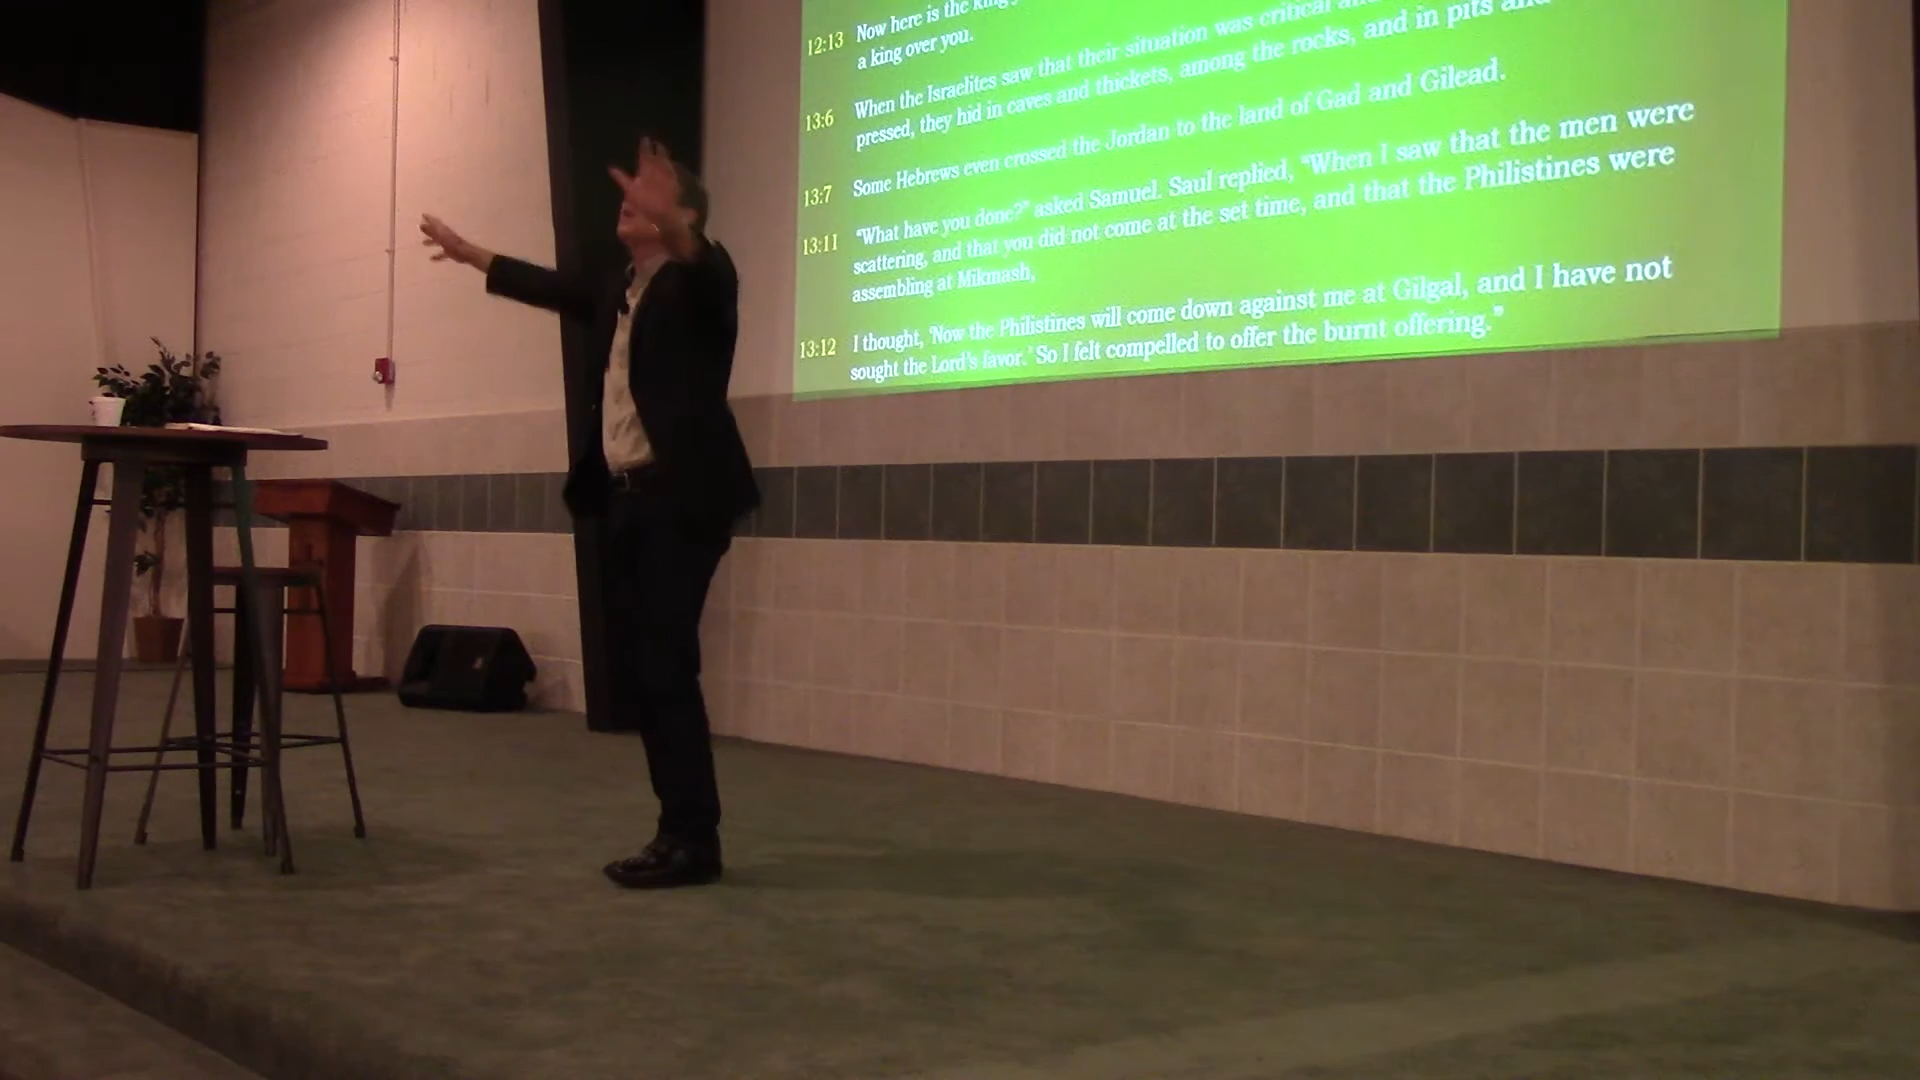 12:13 Now here is the king
a king over you.
13:6 When the Israelites saw that their situation was critical
pressed, they hid in caves and thickets, among the rocks, and in pits and
13:7 Some Hebrews even crossed the Jordan to the land of Gad and Gilead.
13:11 “What have you done?” asked Samuel. Saul replied, “When I saw that the men were
scattering, and that you did not come at the set time, and that the Philistines were
assembling at Mikmash,
13:12 I thought, ‘Now the Philistines will come down against me at Gilgal, and I have not
sought the Lord’s favor.’ So I felt compelled to offer the burnt offering.”